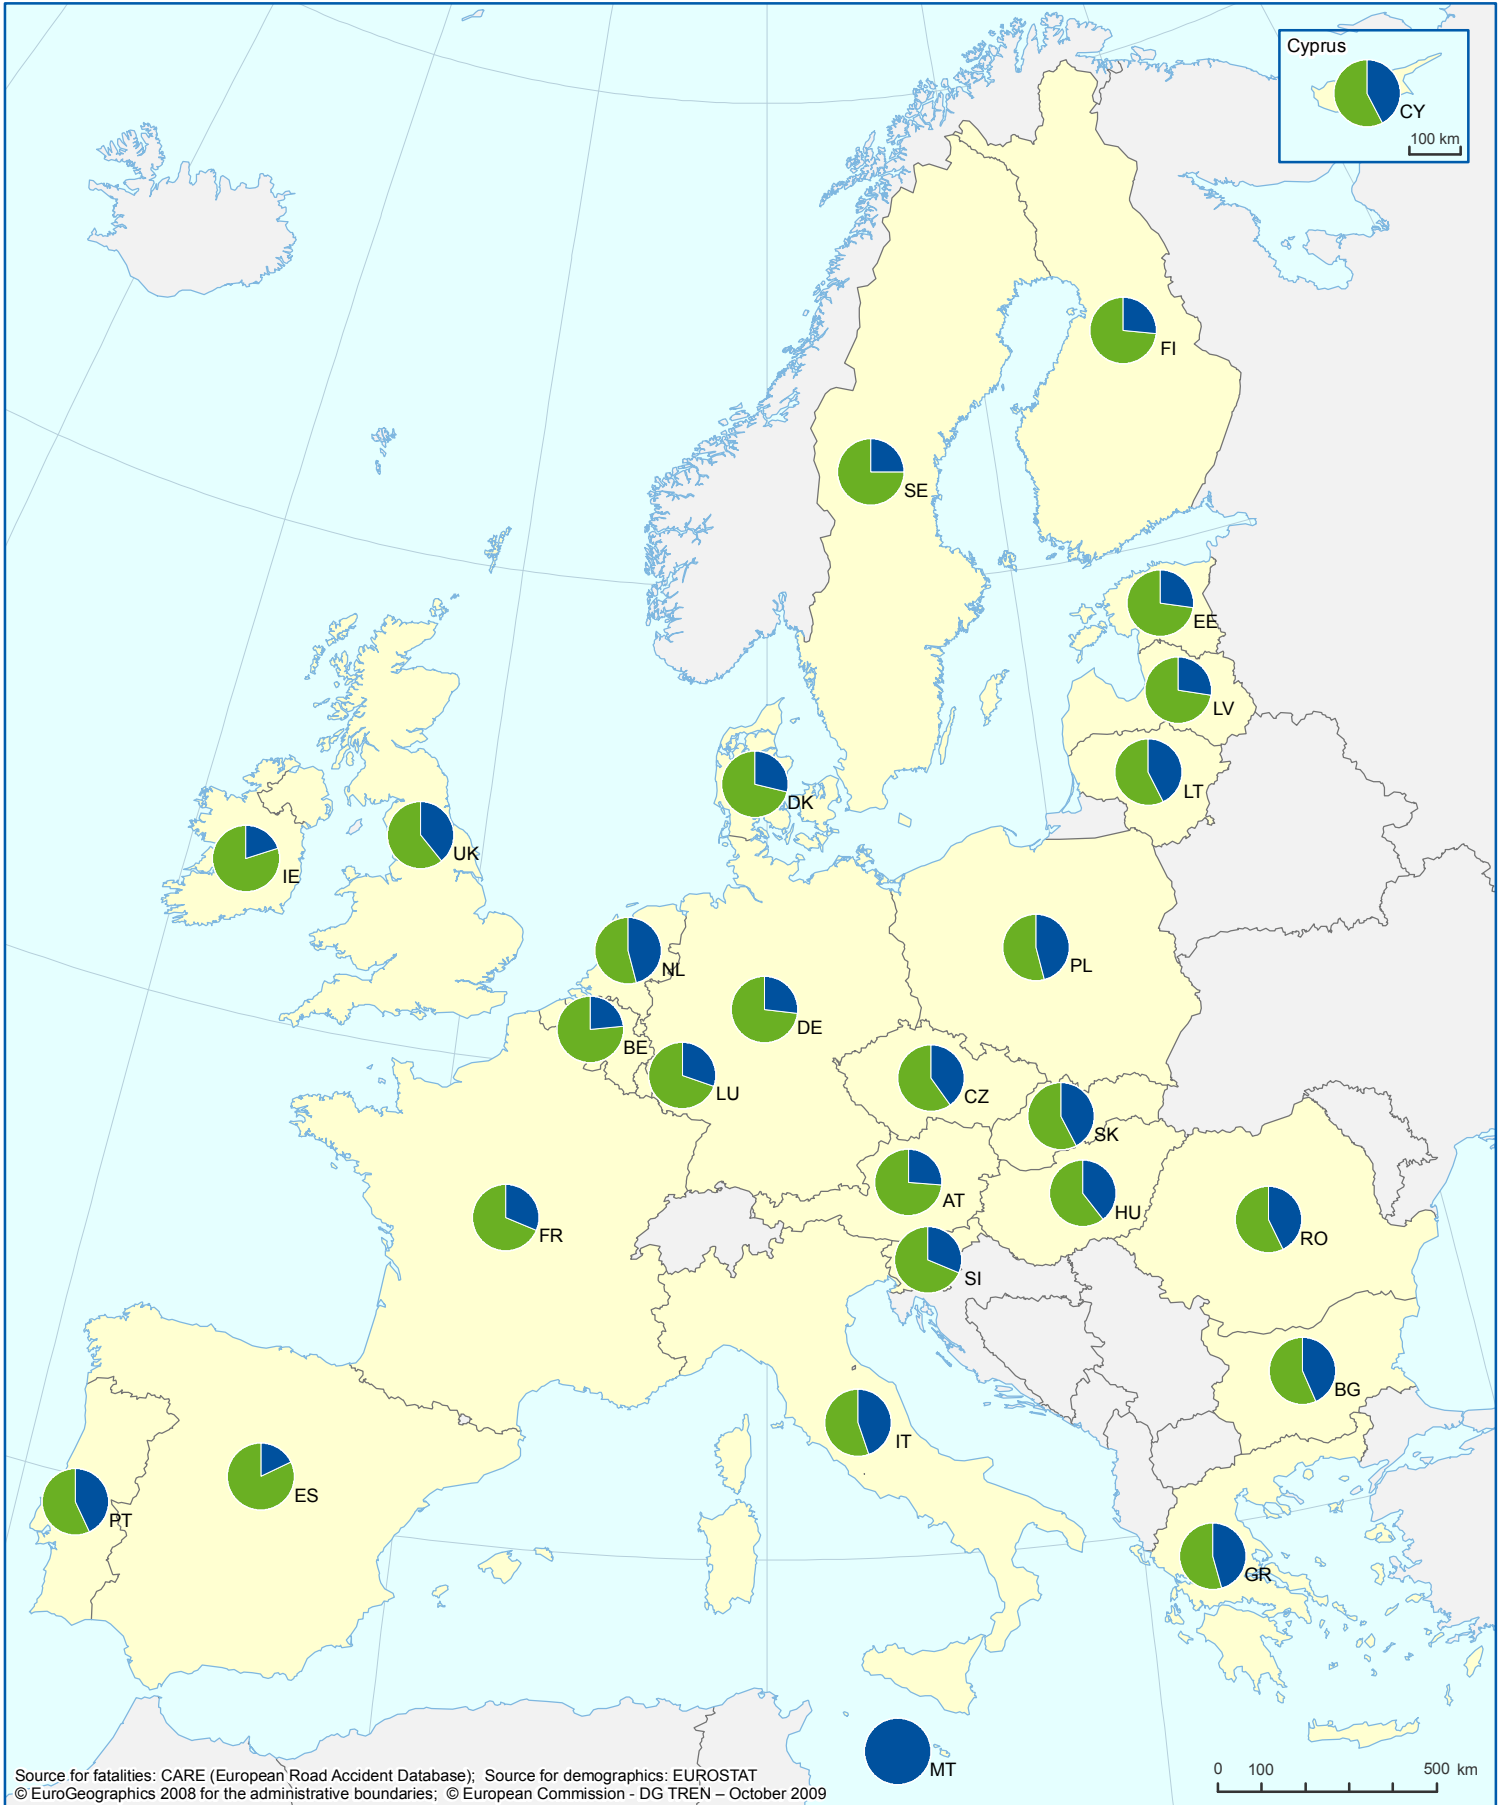 Cyprus
CY
100 km
FI
SE
EE
LV
LT
DK
UK
IE
NL
PL
DE
BE
LU
CZ
SK
AT
HU
FR
RO
SI
BG
IT
ES
PT
GR
MT
Source for fatalities: CARE (European Road Accident Database); Source for demographics: EUROSTAT
© EuroGeographics 2008 for the administrative boundaries; © European Commission - DG TREN – October 2009
0 100 500 km